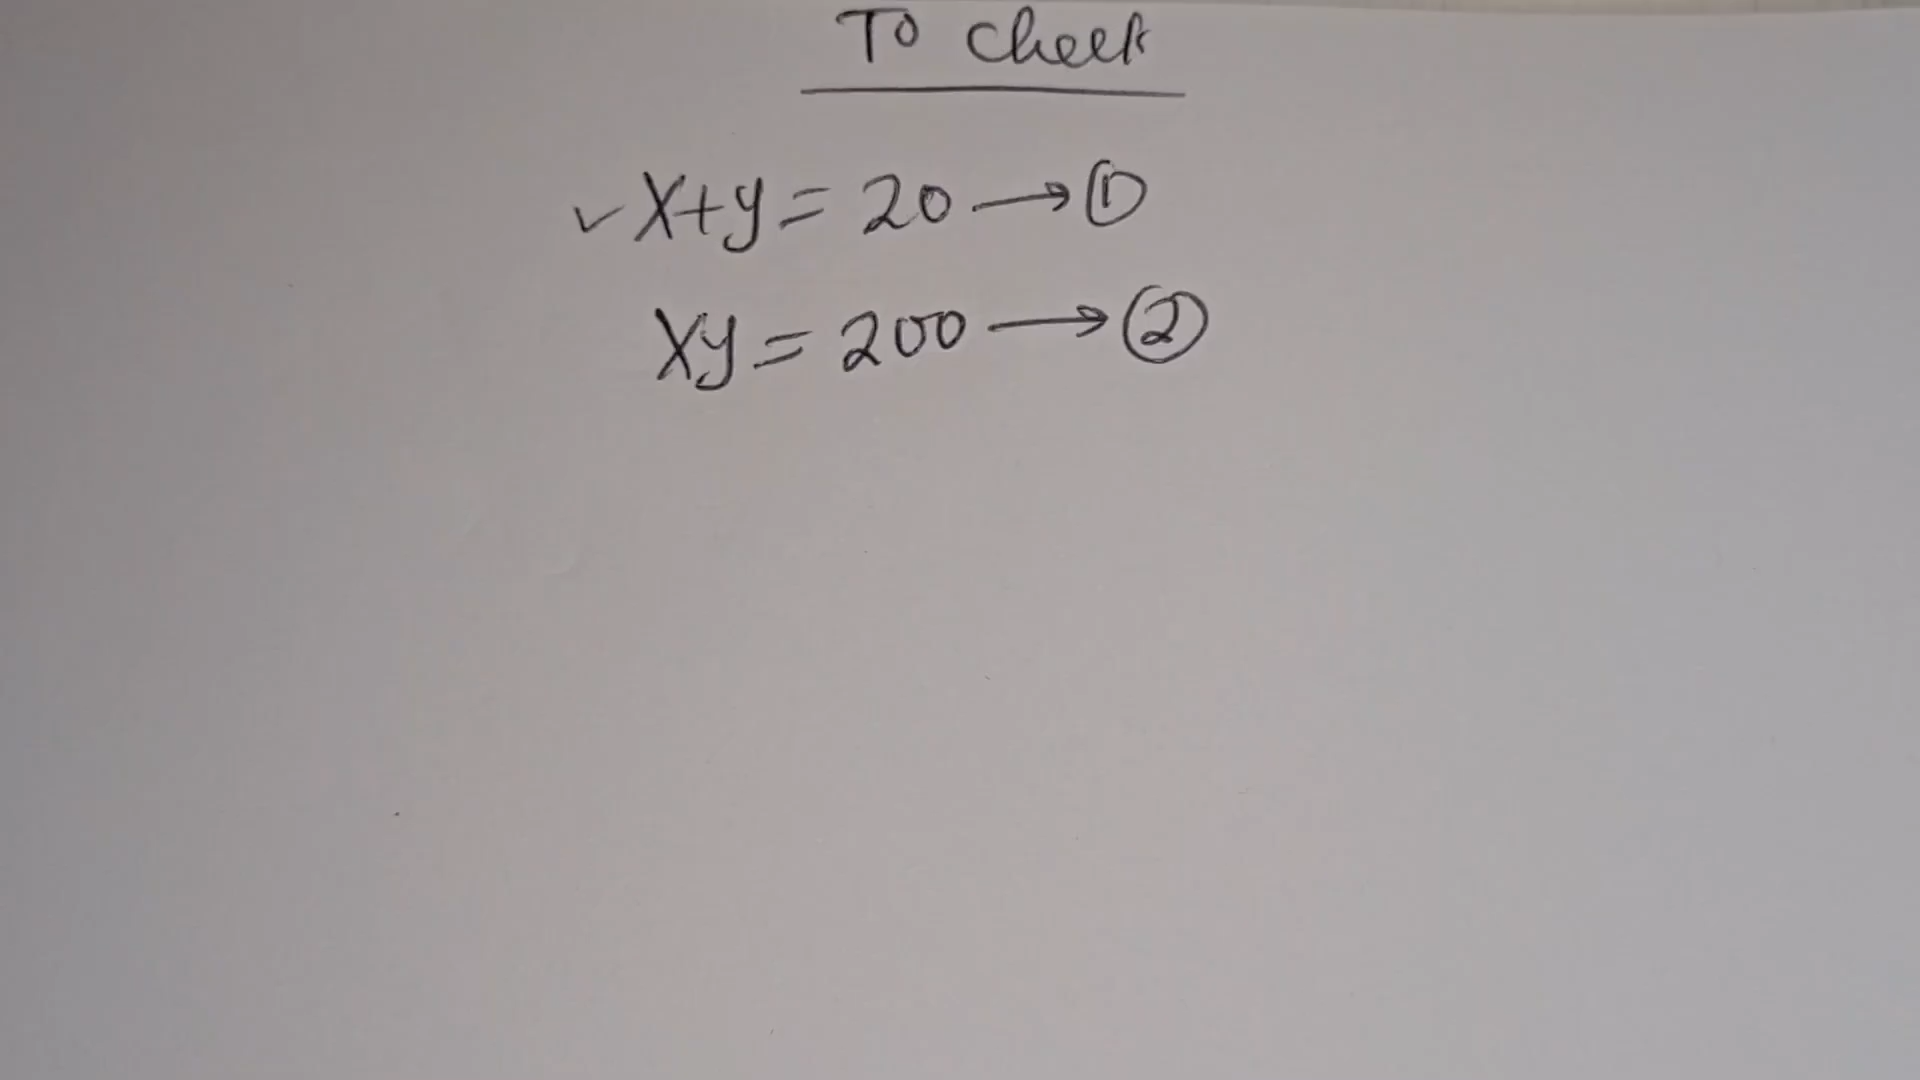 To Check
✓ x+y = 20 → ①
xy = 200 → ②